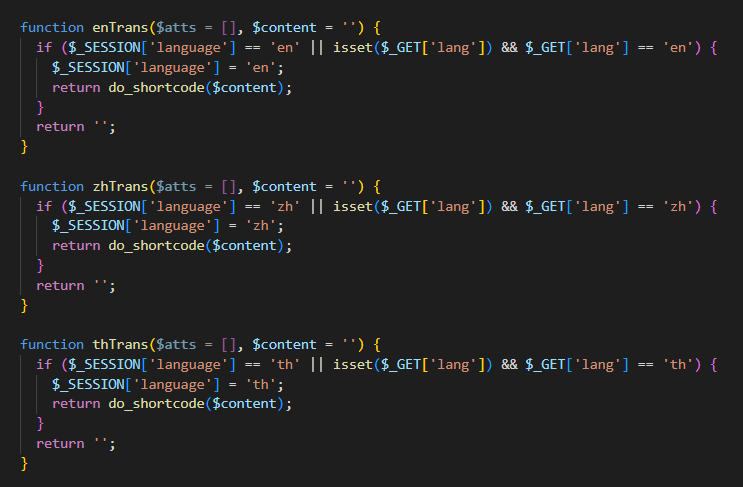 function enTrans($atts = [], $content = '') {
if ($_SESSION['language'] == 'en' || isset($_GET['lang']) && $_GET['lang'] == 'en') {
$_SESSION['language'] = 'en';
return do_shortcode($content);
}
return '';
}
function zhTrans($atts = [], $content = '') {
if ($_SESSION['language'] == 'zh' || isset($_GET['lang']) && $_GET['lang'] == 'zh') {
$_SESSION['language'] = 'zh';
return do_shortcode($content);
}
return '';
}
function thTrans($atts = [], $content = '') {
if ($_SESSION['language'] == 'th' || isset($_GET['lang']) && $_GET['lang'] == 'th') {
$_SESSION['language'] = 'th';
return do_shortcode($content);
}
return '';
}